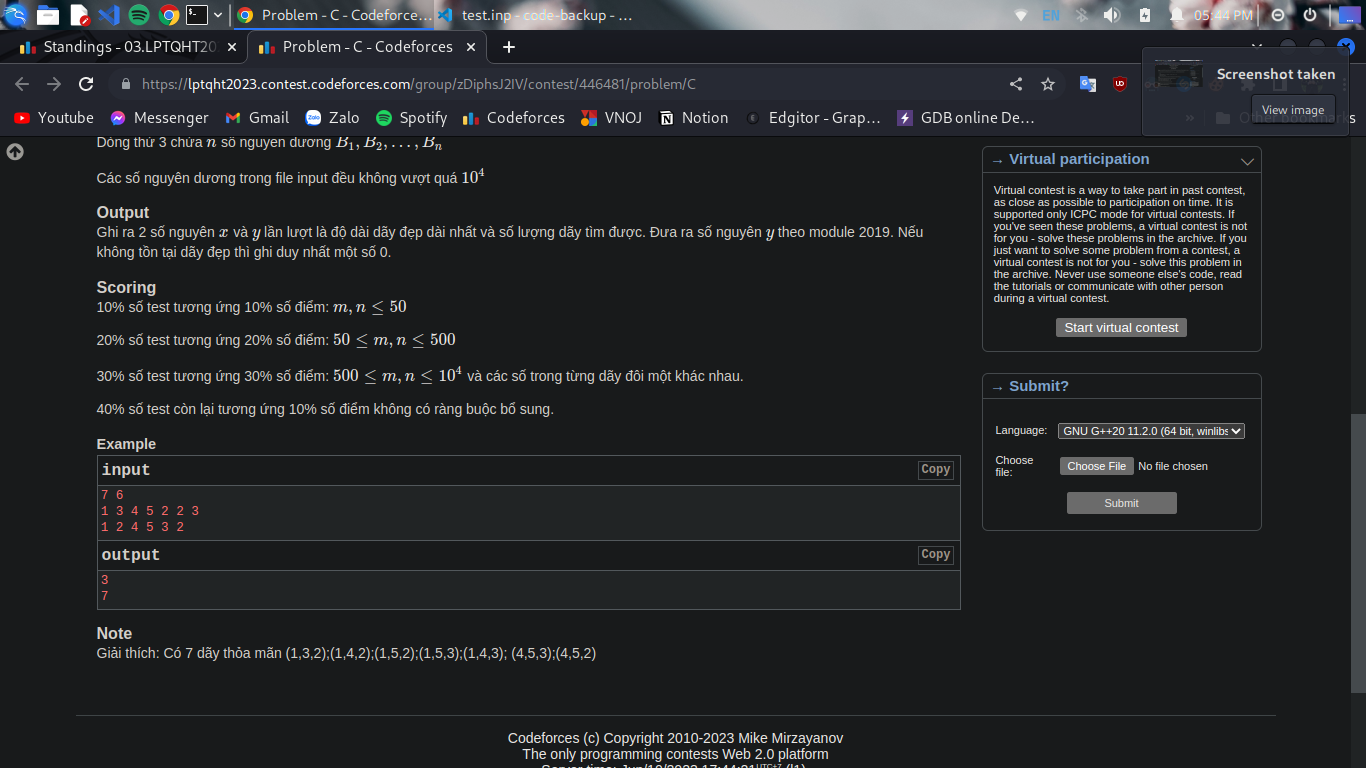 Problem - C - Codeforce...
test.inp - code-backup - ...
EN
05:44 PM
Standings - 03.LPTQHT20
Problem - C - Codeforces
https://lptqht2023.contest.codeforces.com/group/zDiphsJ2IV/contest/446481/problem/C
Screenshot taken
View image
Youtube
Messenger
Gmail
Zalo
Spotify
Codeforces
VNOJ
Notion
Edgitor - Grap...
GDB online De...
»
Other bookmarks
Dòng thứ 3 chứa n số nguyên dương B1, B2, ..., Bn
Các số nguyên dương trong file input đều không vượt quá 10^4
Output
Ghi ra 2 số nguyên x và y lần lượt là độ dài dãy đẹp dài nhất và số lượng dãy tìm được. Đưa ra số nguyên y theo module 2019. Nếu
không tồn tại dãy đẹp thì ghi duy nhất một số 0.
Scoring
10% số test tương ứng 10% số điểm: m, n ≤ 50
20% số test tương ứng 20% số điểm: 50 ≤ m, n ≤ 500
30% số test tương ứng 30% số điểm: 500 ≤ m, n ≤ 10^4 và các số trong từng dãy đôi một khác nhau.
40% số test còn lại tương ứng 10% số điểm không có ràng buộc bổ sung.
Example
input
Copy
7 6
1 3 4 5 2 2 3
1 2 4 5 3 2
output
Copy
3
7
Note
Giải thích: Có 7 dãy thỏa mãn (1,3,2);(1,4,2);(1,5,2);(1,5,3);(1,4,3); (4,5,3);(4,5,2)
→ Virtual participation
Virtual contest is a way to take part in past contest,
as close as possible to participation on time. It is
supported only ICPC mode for virtual contests. If
you've seen these problems, a virtual contest is not
for you - solve these problems in the archive. If you
just want to solve some problem from a contest, a
virtual contest is not for you - solve this problem in
the archive. Never use someone else's code, read
the tutorials or communicate with other person
during a virtual contest.
Start virtual contest
→ Submit?
Language:
GNU G++20 11.2.0 (64 bit, winlibs
Choose
file:
Choose File No file chosen
Submit
Codeforces (c) Copyright 2010-2023 Mike Mirzayanov
The only programming contests Web 2.0 platform
Server time: Jun/10/2023 17:44:21UTC+7 (l1).